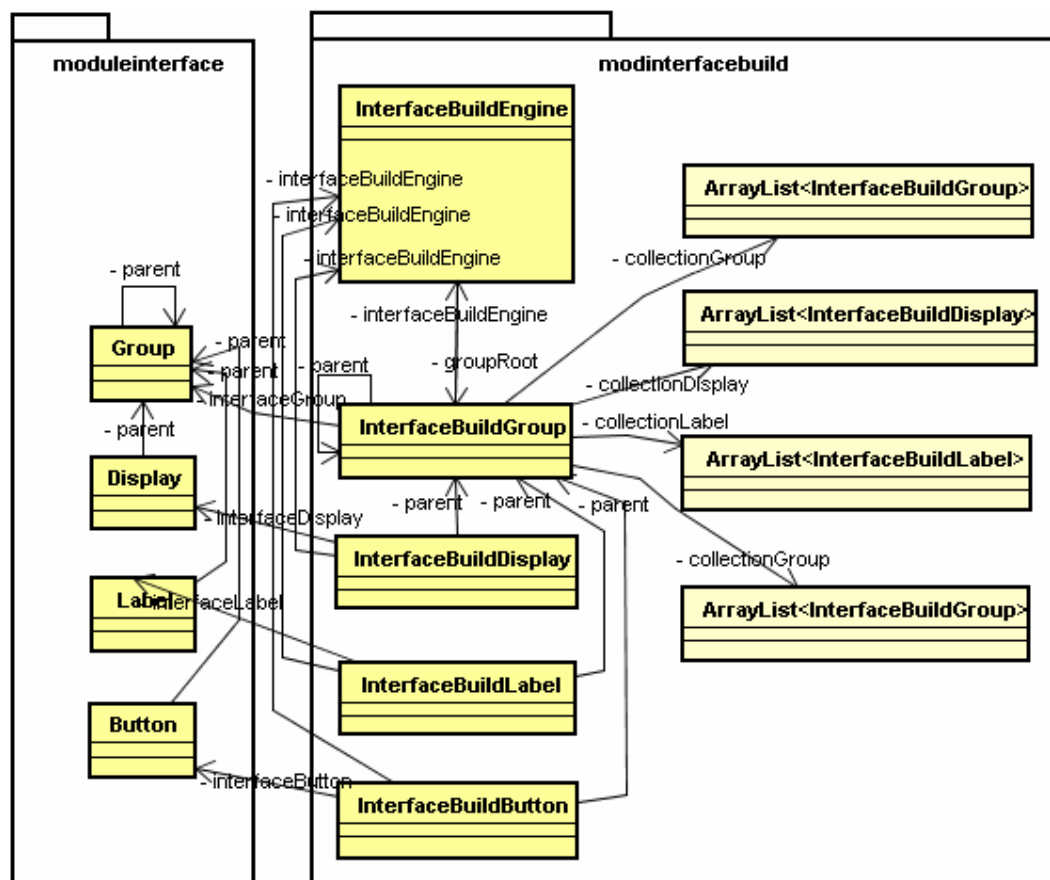 moduleinterface
modinterfacebuild
InterfaceBuildEngine
- interfaceBuildEngine
- interfaceBuildEngine
- interfaceBuildEngine
ArrayList<InterfaceBuildGroup>
- collectionGroup
- parent
- interfaceBuildEngine
ArrayList<InterfaceBuildDisplay>
Group
- parent
- parent
- parent
- groupRoot
- collectionDisplay
- interfaceGroup
InterfaceBuildGroup
- collectionLabel
- parent
ArrayList<InterfaceBuildLabel>
Display
- parent
- parent
- parent
- interfaceDisplay
InterfaceBuildDisplay
- collectionGroup
Label
- interfaceLabel
ArrayList<InterfaceBuildGroup>
InterfaceBuildLabel
Button
- interfaceButton
InterfaceBuildButton